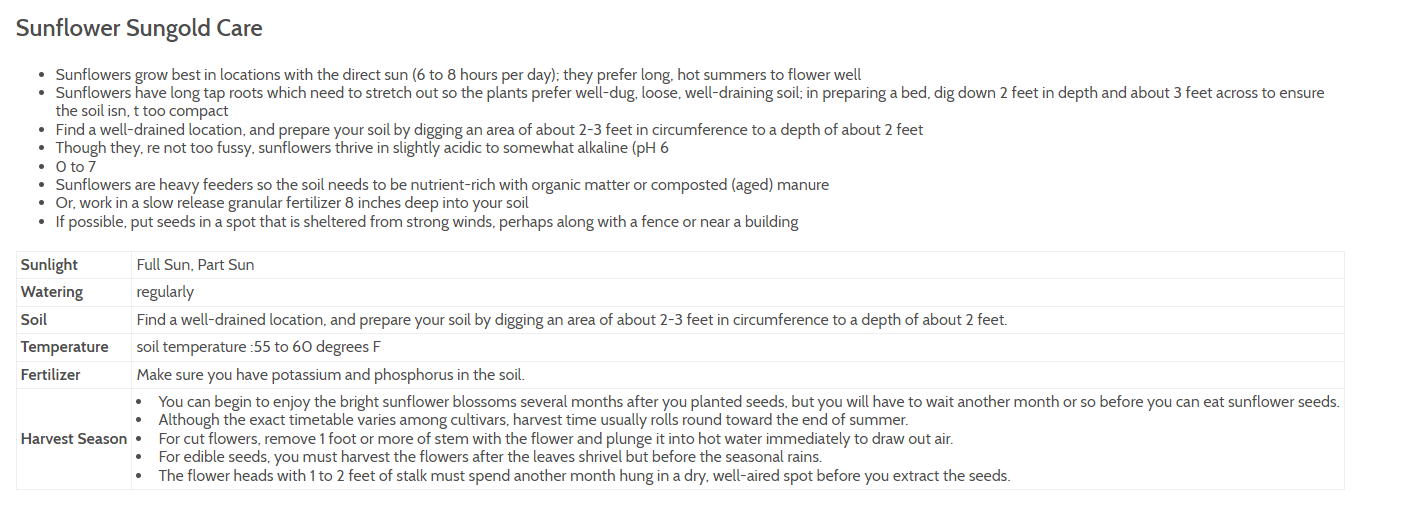 Sunflower Sungold Care
• Sunflowers grow best in locations with the direct sun (6 to 8 hours per day); they prefer long, hot summers to flower well
• Sunflowers have long tap roots which need to stretch out so the plants prefer well-dug, loose, well-draining soil; in preparing a bed, dig down 2 feet in depth and about 3 feet across to ensure
the soil isn, t too compact
• Find a well-drained location, and prepare your soil by digging an area of about 2-3 feet in circumference to a depth of about 2 feet
• Though they, re not too fussy, sunflowers thrive in slightly acidic to somewhat alkaline (pH 6
• 0 to 7
• Sunflowers are heavy feeders so the soil needs to be nutrient-rich with organic matter or composted (aged) manure
• Or, work in a slow release granular fertilizer 8 inches deep into your soil
• If possible, put seeds in a spot that is sheltered from strong winds, perhaps along with a fence or near a building
Sunlight Full Sun, Part Sun
Watering regularly
Soil Find a well-drained location, and prepare your soil by digging an area of about 2-3 feet in circumference to a depth of about 2 feet.
Temperature soil temperature :55 to 60 degrees F
Fertilizer Make sure you have potassium and phosphorus in the soil.
• You can begin to enjoy the bright sunflower blossoms several months after you planted seeds, but you will have to wait another month or so before you can eat sunflower seeds.
• Although the exact timetable varies among cultivars, harvest time usually rolls round toward the end of summer.
Harvest Season • For cut flowers, remove 1 foot or more of stem with the flower and plunge it into hot water immediately to draw out air.
• For edible seeds, you must harvest the flowers after the leaves shrivel but before the seasonal rains.
• The flower heads with 1 to 2 feet of stalk must spend another month hung in a dry, well-aired spot before you extract the seeds.